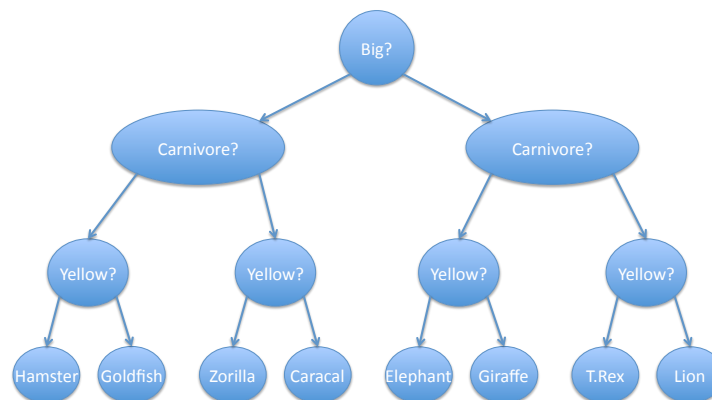 Big?
Carnivore? Carnivore?
Yellow? Yellow? Yellow? Yellow?
Hamster Goldfish Zorilla Caracal Elephant Giraffe T.Rex Lion